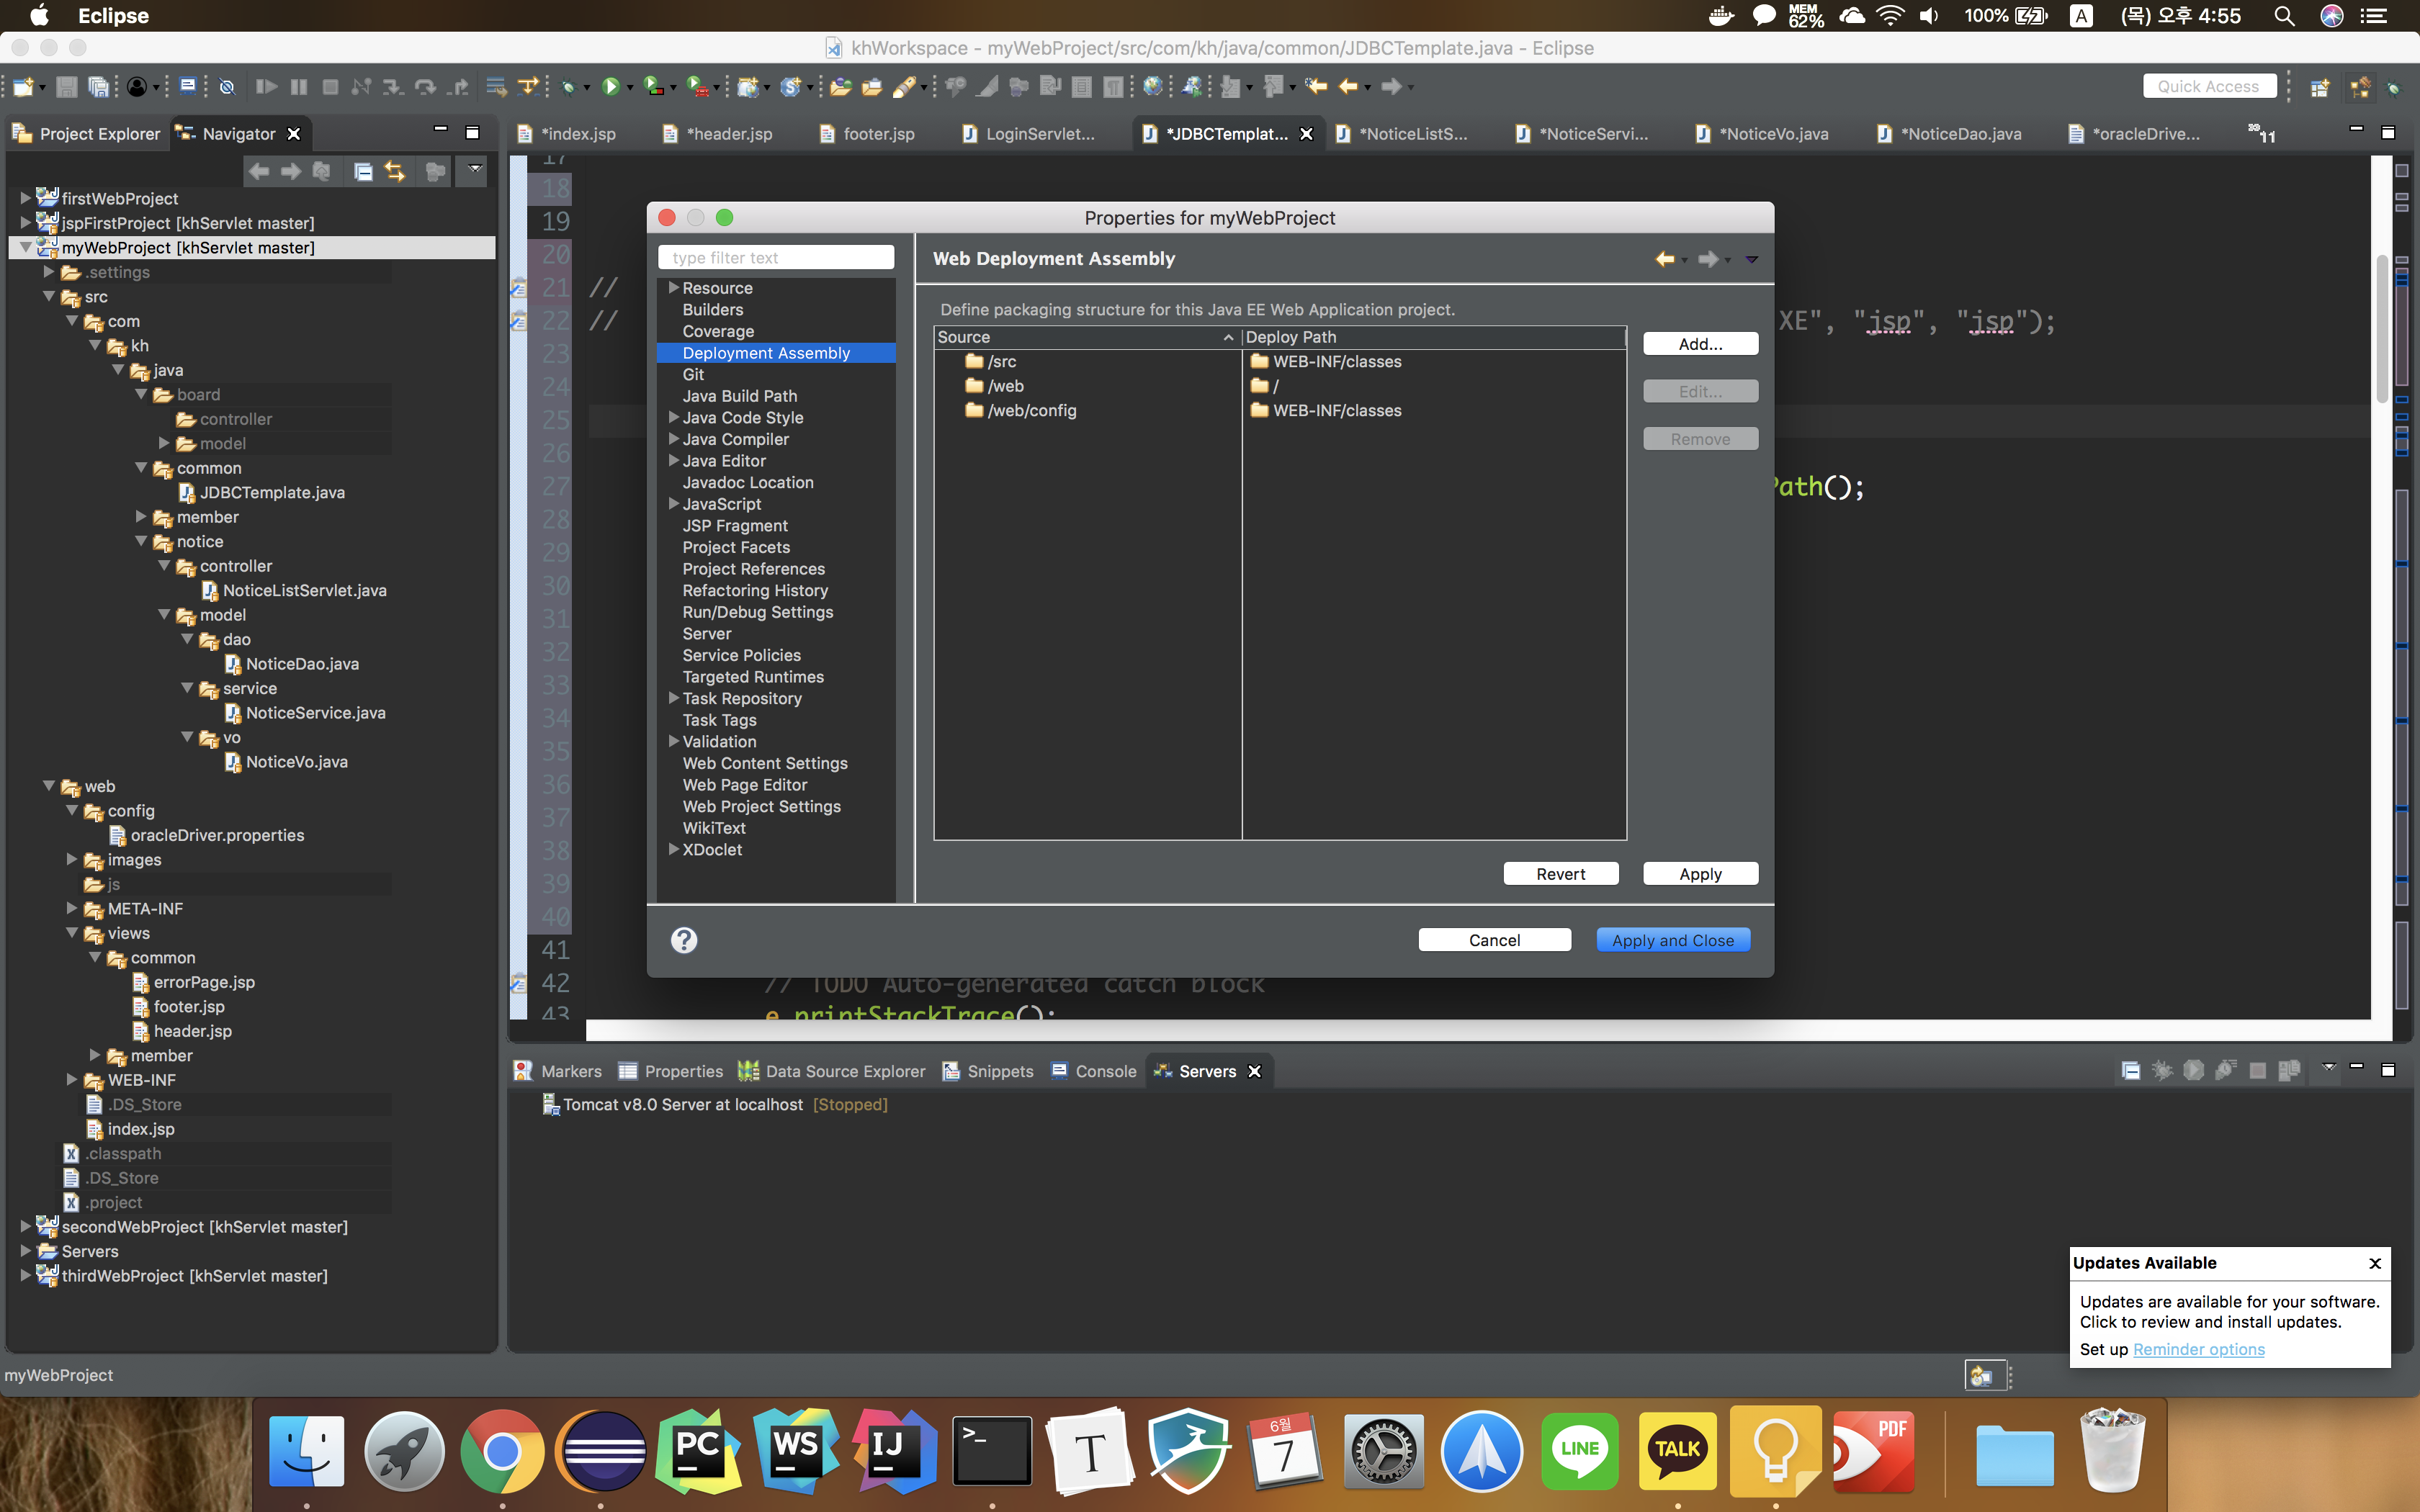 Eclipse
MEM
62%
100%
A
(목) 오후 4:55
khWorkspace - myWebProject/src/com/kh/java/common/JDBCTemplate.java - Eclipse
Quick Access
Project Explorer
Navigator
*index.jsp
*header.jsp
footer.jsp
LoginServlet...
*JDBCTemplat...
*NoticeListS...
*NoticeServi...
*NoticeVo.java
*NoticeDao.java
*oracleDrive...
11
firstWebProject
jspFirstProject [khServlet master]
myWebProject [khServlet master]
.settings
src
com
kh
java
board
controller
model
common
JDBCTemplate.java
member
notice
controller
NoticeListServlet.java
model
dao
NoticeDao.java
service
NoticeService.java
vo
NoticeVo.java
web
config
oracleDriver.properties
images
js
META-INF
views
common
errorPage.jsp
footer.jsp
header.jsp
member
WEB-INF
.DS_Store
index.jsp
.classpath
.DS_Store
.project
secondWebProject [khServlet master]
Servers
thirdWebProject [khServlet master]
17
18
19
20
21 //
22 // XE", "jsp", "jsp");
23
24
25
26
27 Path();
28
29
30
31
32
33
34
35
36
37
38
39
40
41
42 // TODO Auto-generated catch block
43 e.printStackTrace();
Properties for myWebProject
type filter text
Resource
Builders
Coverage
Deployment Assembly
Git
Java Build Path
Java Code Style
Java Compiler
Java Editor
Javadoc Location
JavaScript
JSP Fragment
Project Facets
Project References
Refactoring History
Run/Debug Settings
Server
Service Policies
Targeted Runtimes
Task Repository
Task Tags
Validation
Web Content Settings
Web Page Editor
Web Project Settings
WikiText
XDoclet
Web Deployment Assembly
Define packaging structure for this Java EE Web Application project.
Source
Deploy Path
/src
WEB-INF/classes
/web
/
/web/config
WEB-INF/classes
Add...
Edit...
Remove
Revert
Apply
?
Cancel
Apply and Close
Markers
Properties
Data Source Explorer
Snippets
Console
Servers
Tomcat v8.0 Server at localhost [Stopped]
Updates Available
Updates are available for your software.
Click to review and install updates.
Set up Reminder options
myWebProject
PC
WS
IJ
>_
T
6월
7
LINE
TALK
PDF